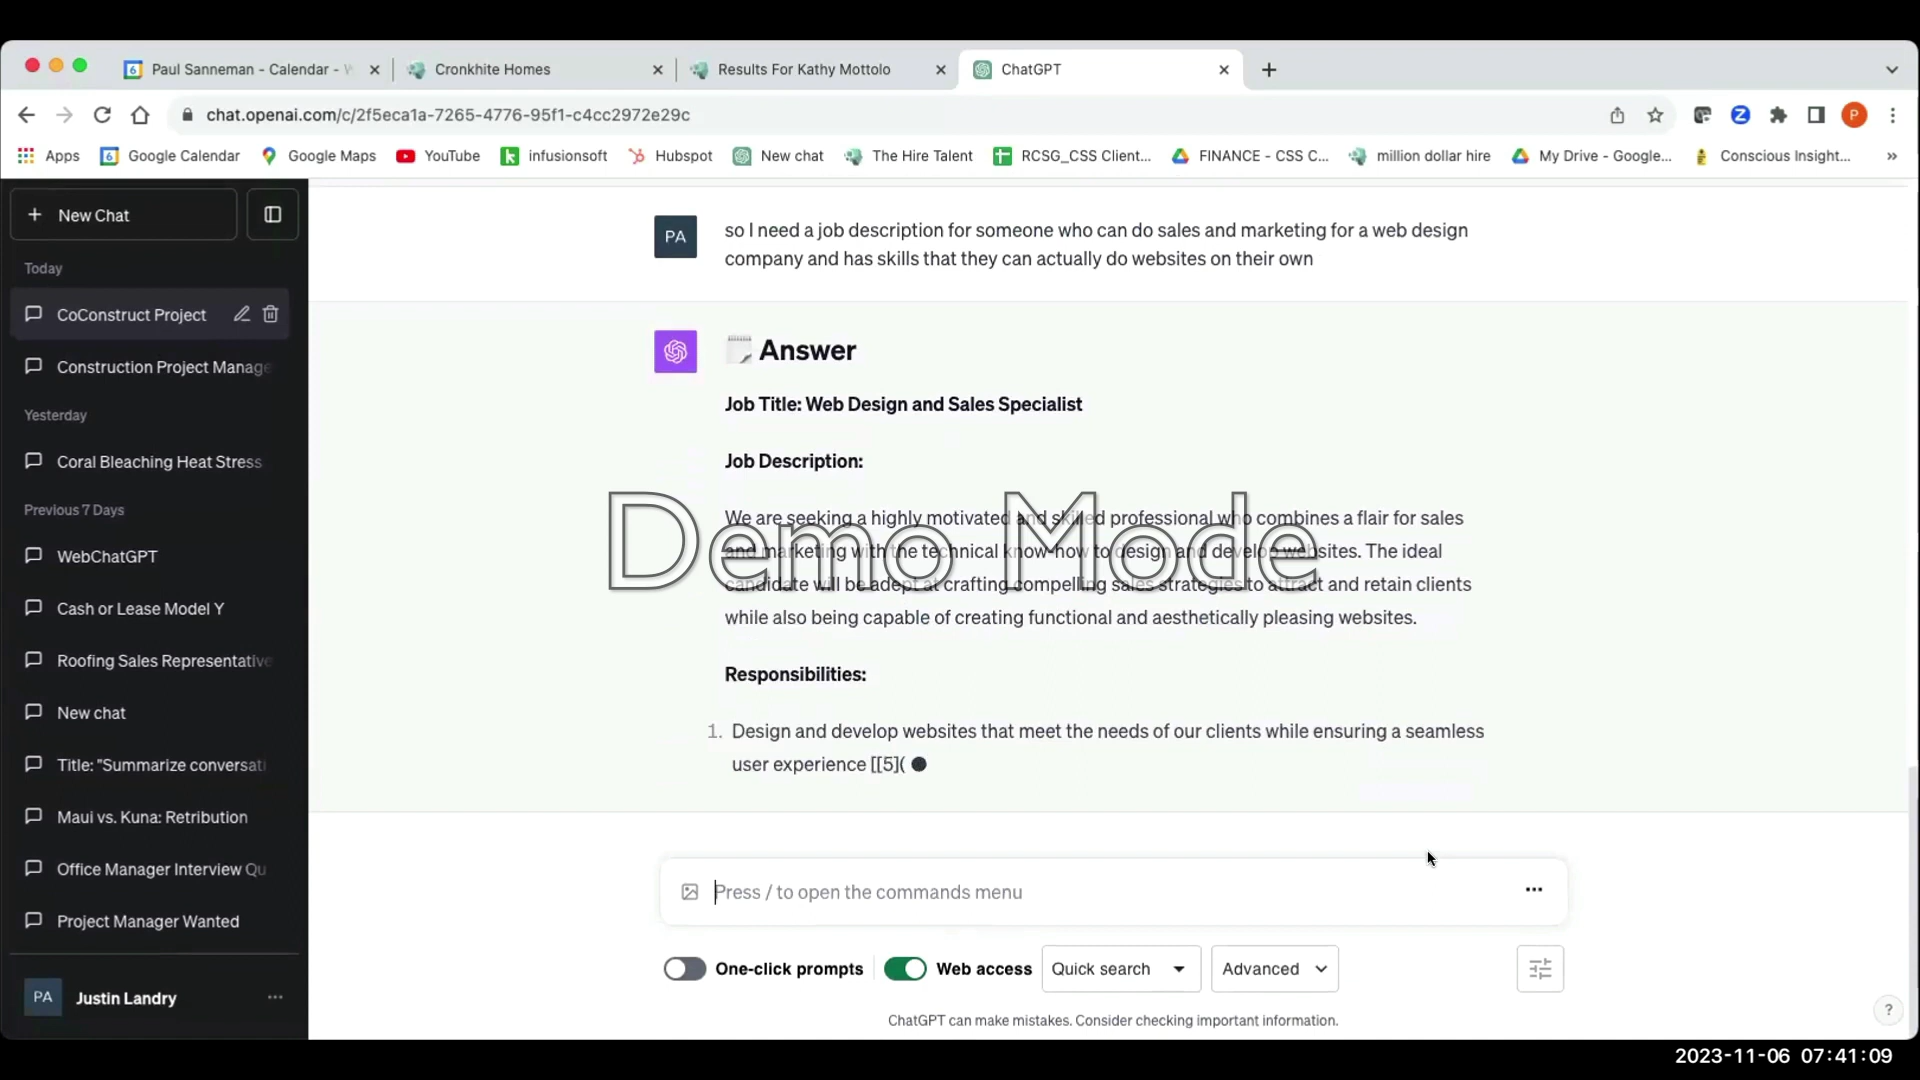 Paul Sanneman - Calendar - W
Cronkhite Homes
Results For Kathy Mottolo
ChatGPT
chat.openai.com/c/2f5eca1a-7265-4776-95f1-c4cc2972e29c
P
Apps
Google Calendar
Google Maps
YouTube
infusionsoft
Hubspot
New chat
The Hire Talent
RCSG_CSS Client...
FINANCE - CSS C...
million dollar hire
My Drive - Google...
Conscious Insight...
»
+ New Chat
Today
CoConstruct Project
Construction Project Manage
Yesterday
Coral Bleaching Heat Stress
Previous 7 Days
WebChatGPT
Cash or Lease Model Y
Roofing Sales Representative
New chat
Title: "Summarize conversati
Maui vs. Kuna: Retribution
Office Manager Interview Qu
Project Manager Wanted
PA
Justin Landry
...
PA
so I need a job description for someone who can do sales and marketing for a web design
company and has skills that they can actually do websites on their own
Answer
Job Title: Web Design and Sales Specialist
Job Description:
We are seeking a highly motivated and skilled professional who combines a flair for sales
and marketing with the technical know-how to design and develop websites. The ideal
candidate will be adept at crafting compelling sales strategies to attract and retain clients
while also being capable of creating functional and aesthetically pleasing websites.
Demo Mode
Responsibilities:
1. Design and develop websites that meet the needs of our clients while ensuring a seamless
user experience [[5](
Press / to open the commands menu
...
One-click prompts
Web access
Quick search
Advanced
ChatGPT can make mistakes. Consider checking important information.
?
2023-11-06 07:41:09